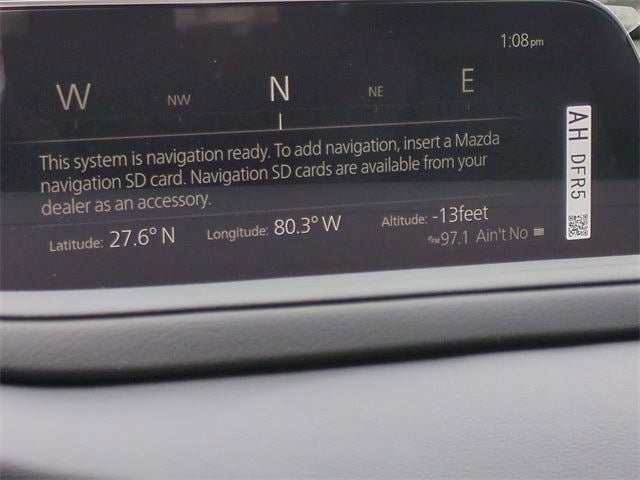 1:08pm
W NW N NE E
This system is navigation ready. To add navigation, insert a Mazda
navigation SD card. Navigation SD cards are available from your
dealer as an accessory.
Latitude: 27.6° N Longitude: 80.3° W Altitude: -13feet
FM 97.1 Ain't No
AH DFR5